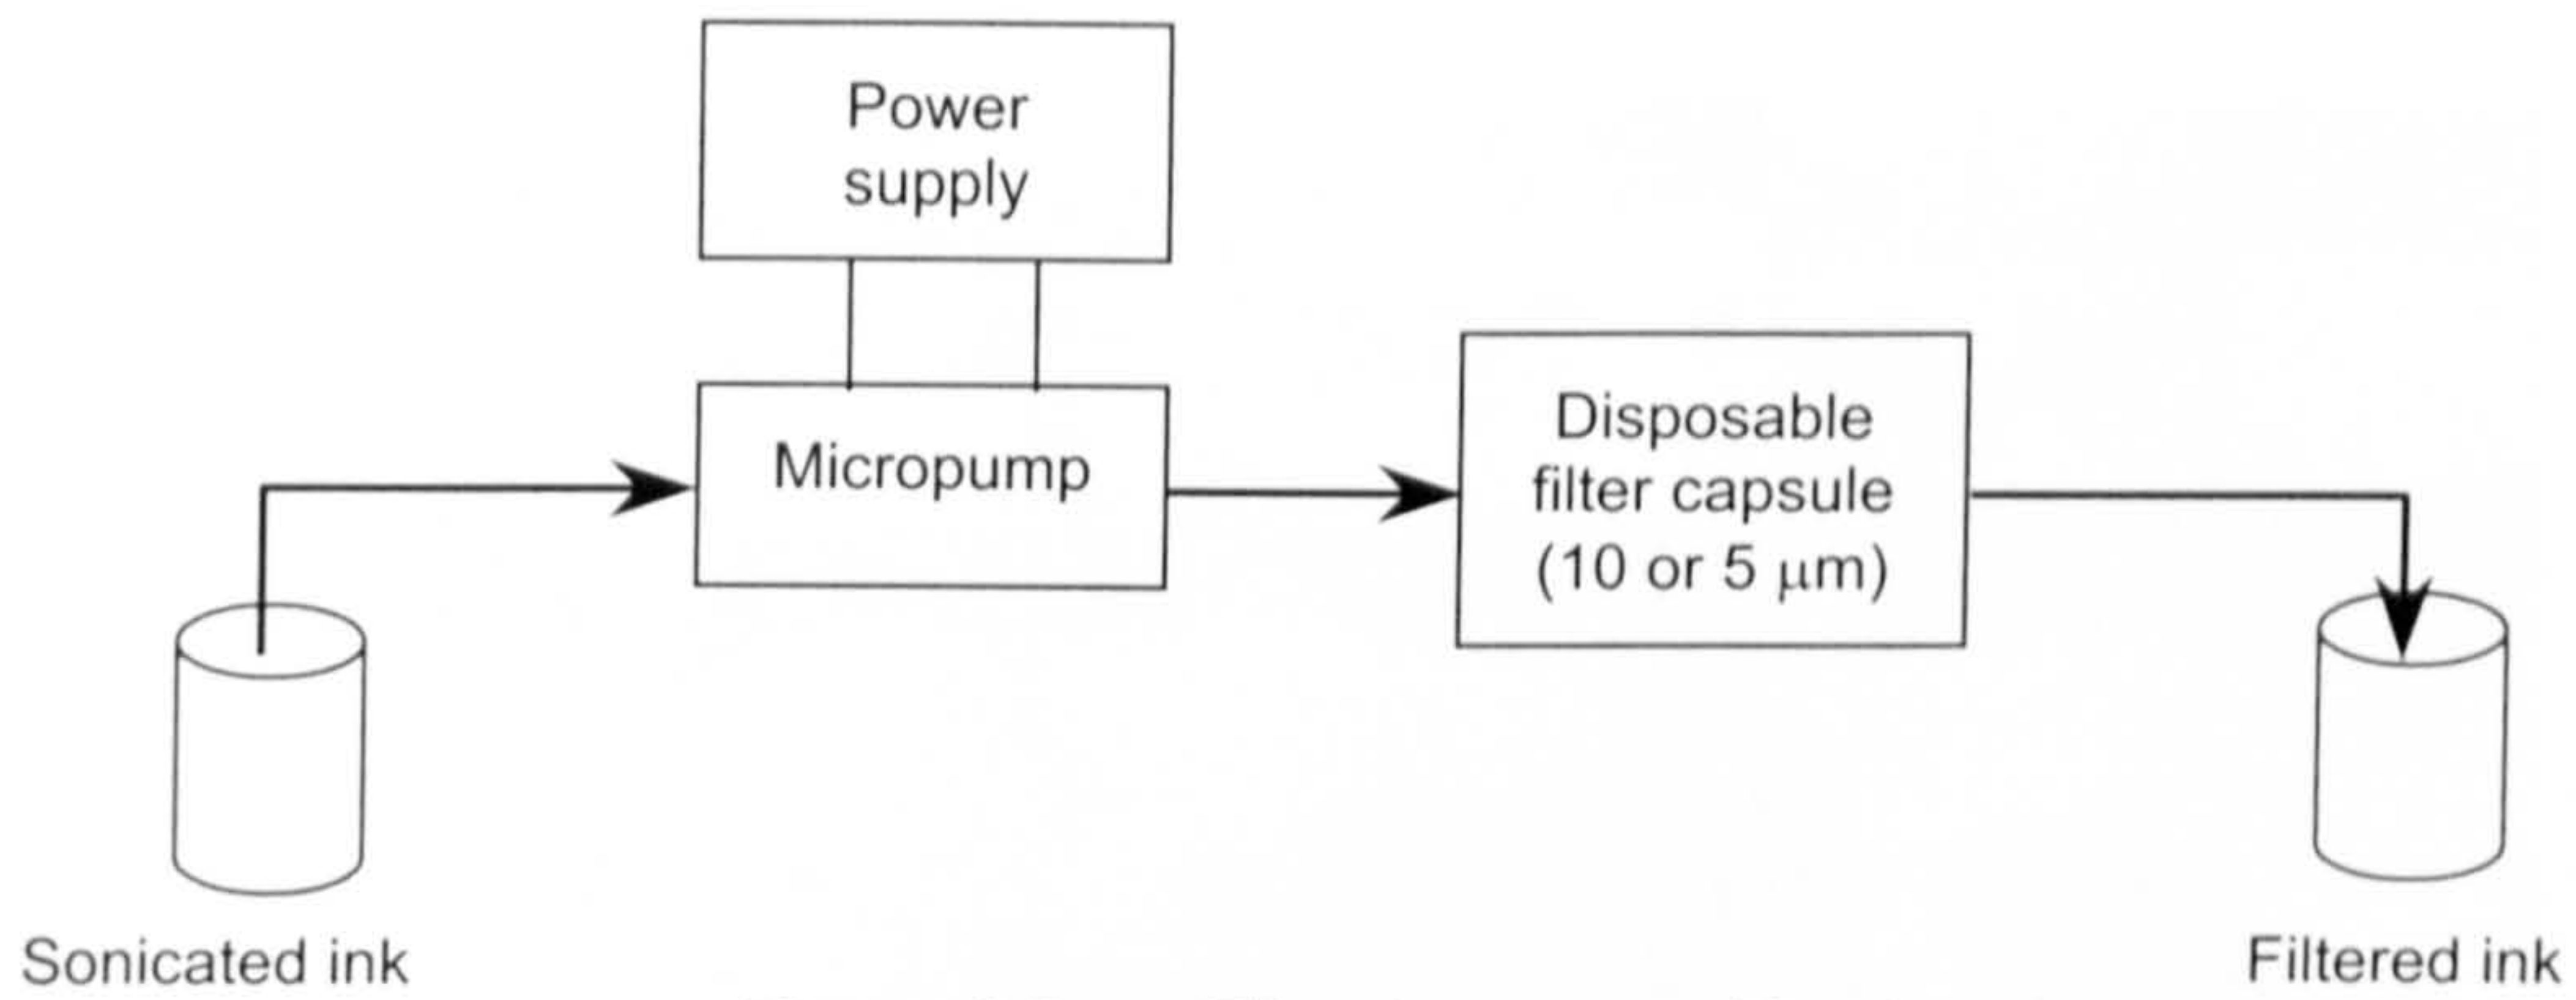 Power
supply
Micropump
Disposable
filter capsule
(10 or 5 μm)
Sonicated ink
Filtered ink